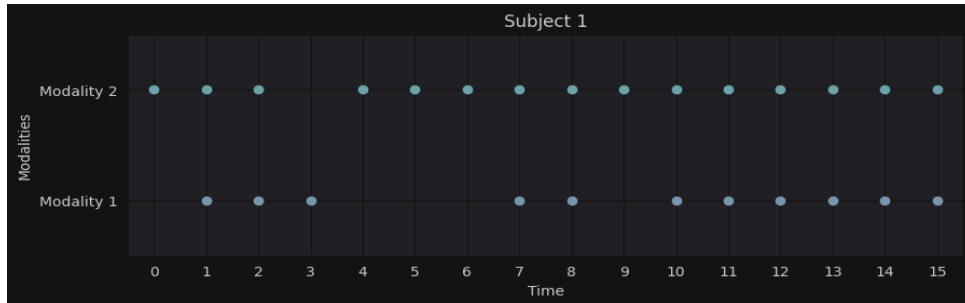 Subject 1
Modality 2
Modalities
Modality 1
0 1 2 3 4 5 6 7 8 9 10 11 12 13 14 15
Time